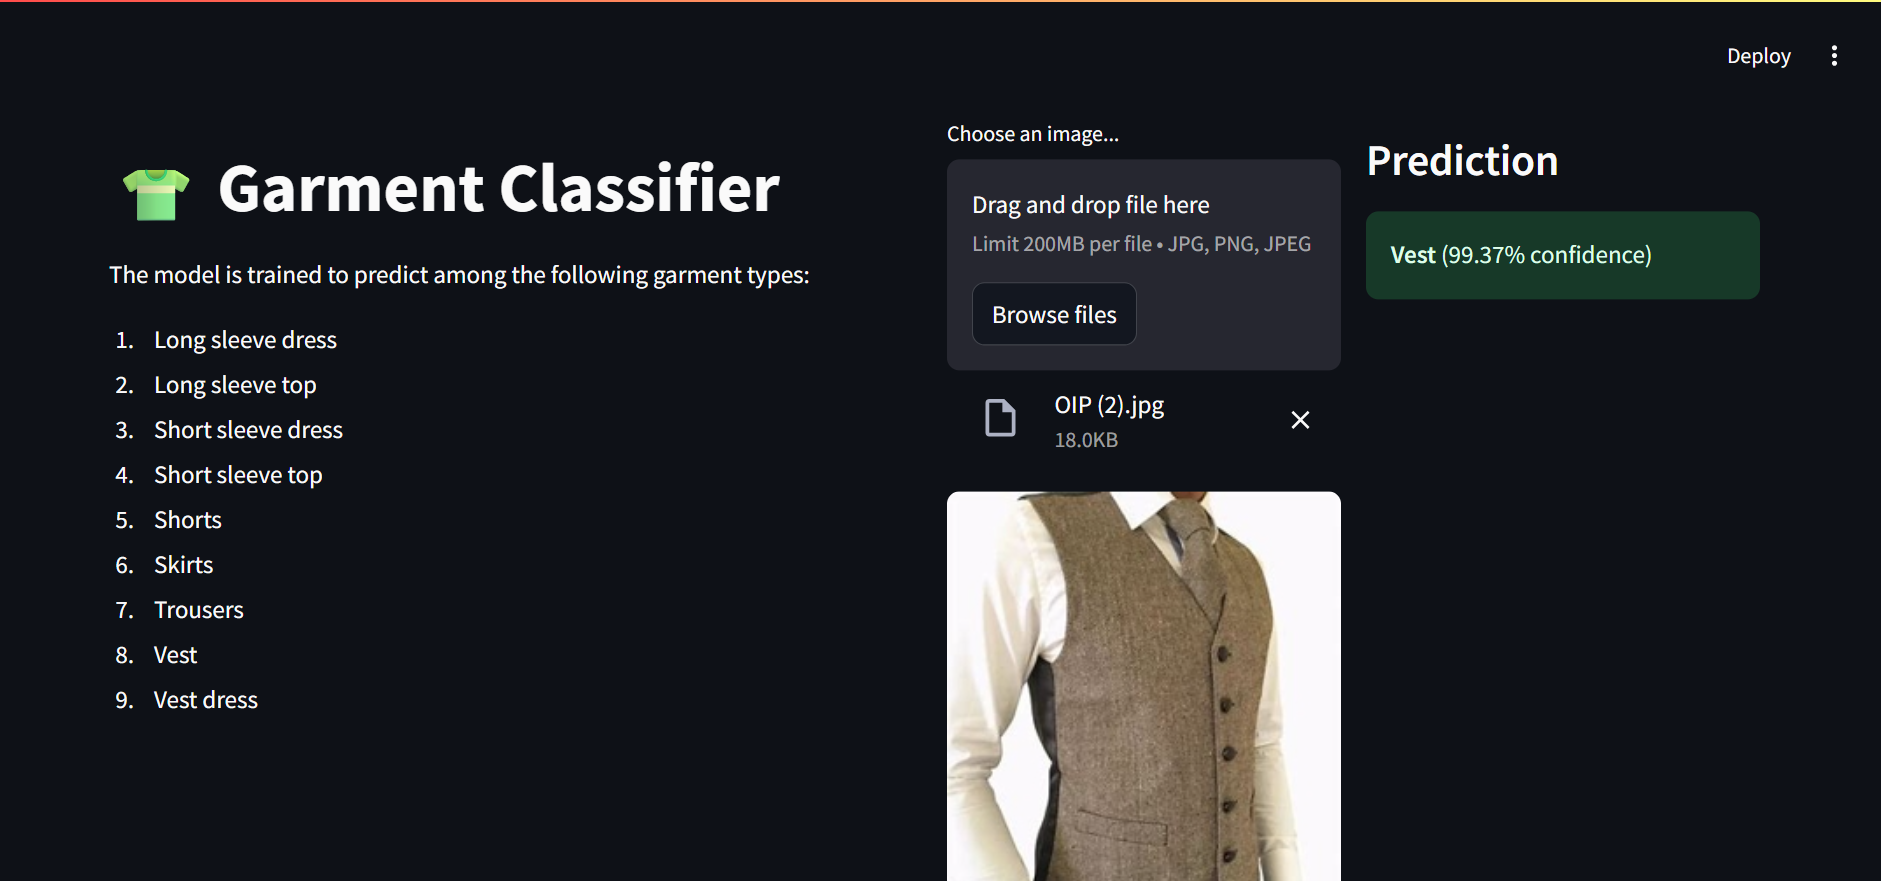 Deploy
Garment Classifier
The model is trained to predict among the following garment types:
1. Long sleeve dress
2. Long sleeve top
3. Short sleeve dress
4. Short sleeve top
5. Shorts
6. Skirts
7. Trousers
8. Vest
9. Vest dress
Choose an image...
Drag and drop file here
Limit 200MB per file • JPG, PNG, JPEG
Browse files
OIP (2).jpg
18.0KB
Prediction
Vest (99.37% confidence)